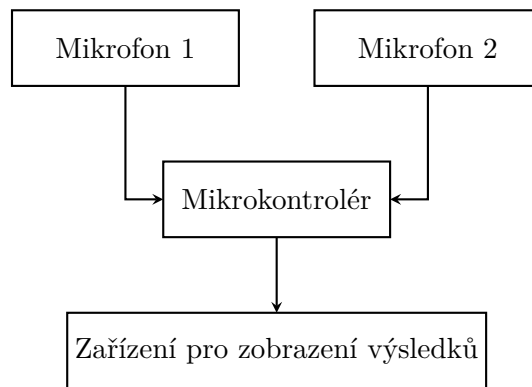 Mikrofon 1
Mikrofon 2
Mikrokontrolér
Zařízení pro zobrazení výsledků